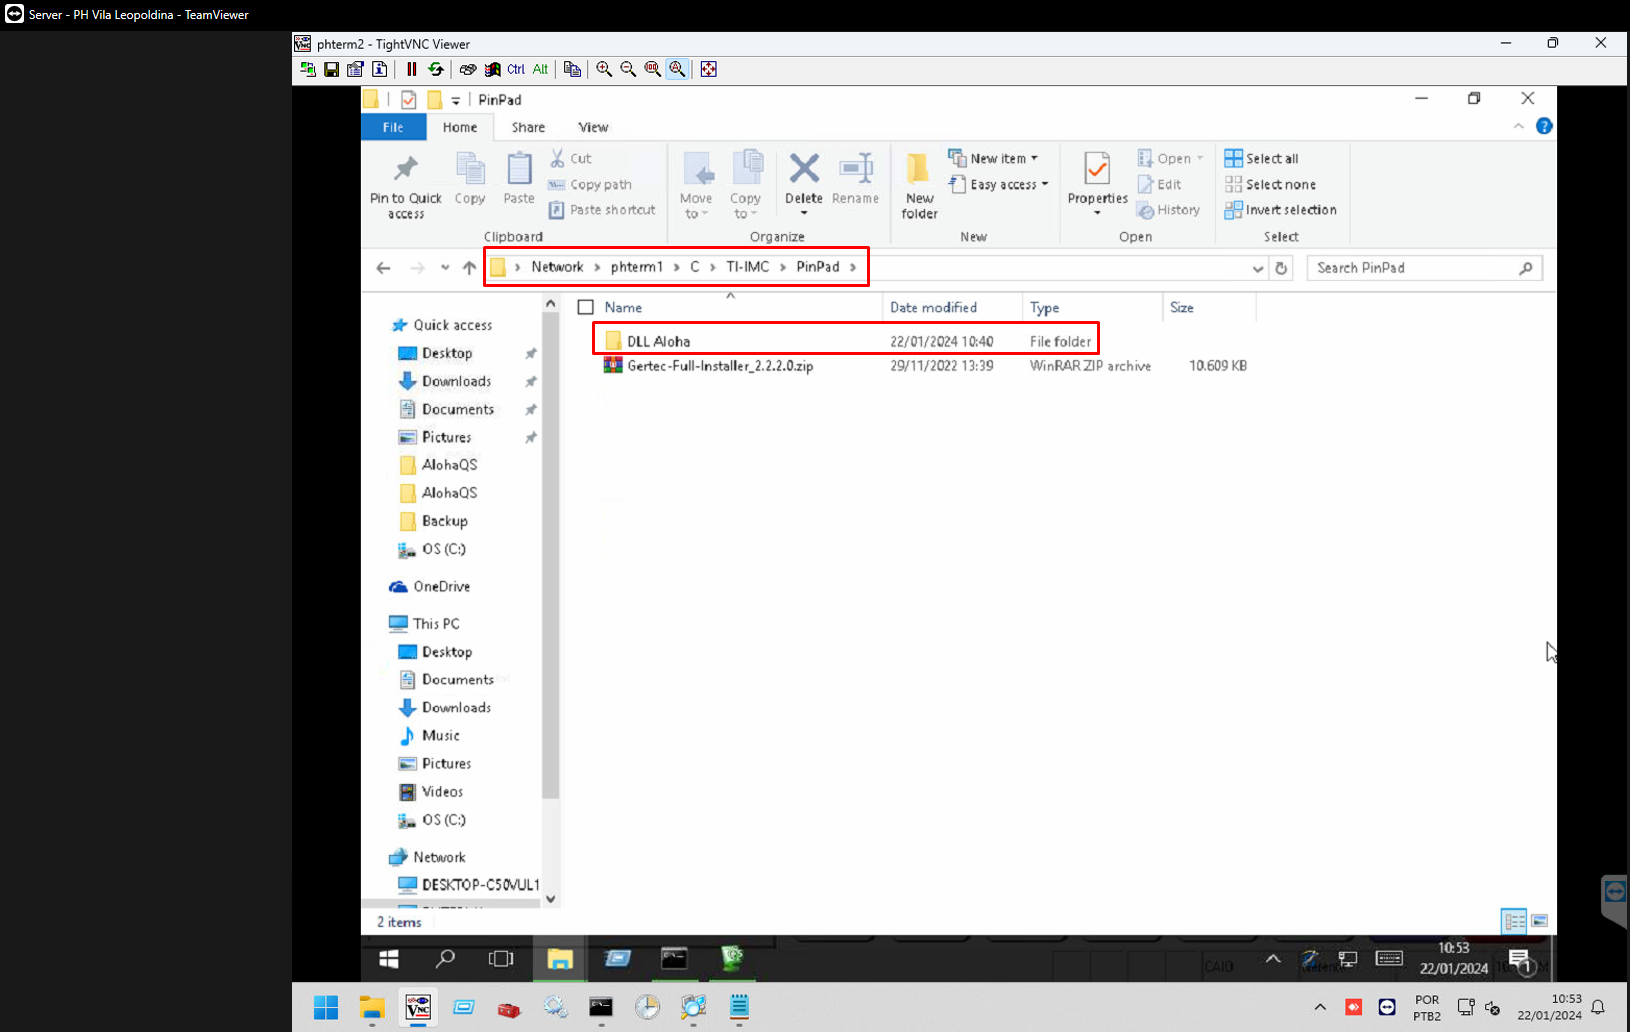 Server - PH Vila Leopoldina - TeamViewer
phterm2 - TightVNC Viewer
Ctrl Alt
PinPad
File Home Share View
Pin to Quick access
Copy
Paste
Cut
Copy path
Paste shortcut
Clipboard
Move to
Copy to
Delete
Rename
Organize
New folder
New item
Easy access
New
Properties
Open
Edit
History
Open
Select all
Select none
Invert selection
Select
Network > phterm1 > C > TI-IMC > PinPad >
Search PinPad
Name Date modified Type Size
DLL Aloha 22/01/2024 10:40 File folder
Gertec-Full-Installer_2.2.2.0.zip 29/11/2022 13:39 WinRAR ZIP archive 10.609 KB
Quick access
Desktop
Downloads
Documents
Pictures
AlohaQS
AlohaQS
Backup
OS (C:)
OneDrive
This PC
Desktop
Documents
Downloads
Music
Pictures
Videos
OS (C:)
Network
DESKTOP-C50VUL1
2 items
CAIO
10:53
22/01/2024
1
POR
PTB2
10:53
22/01/2024